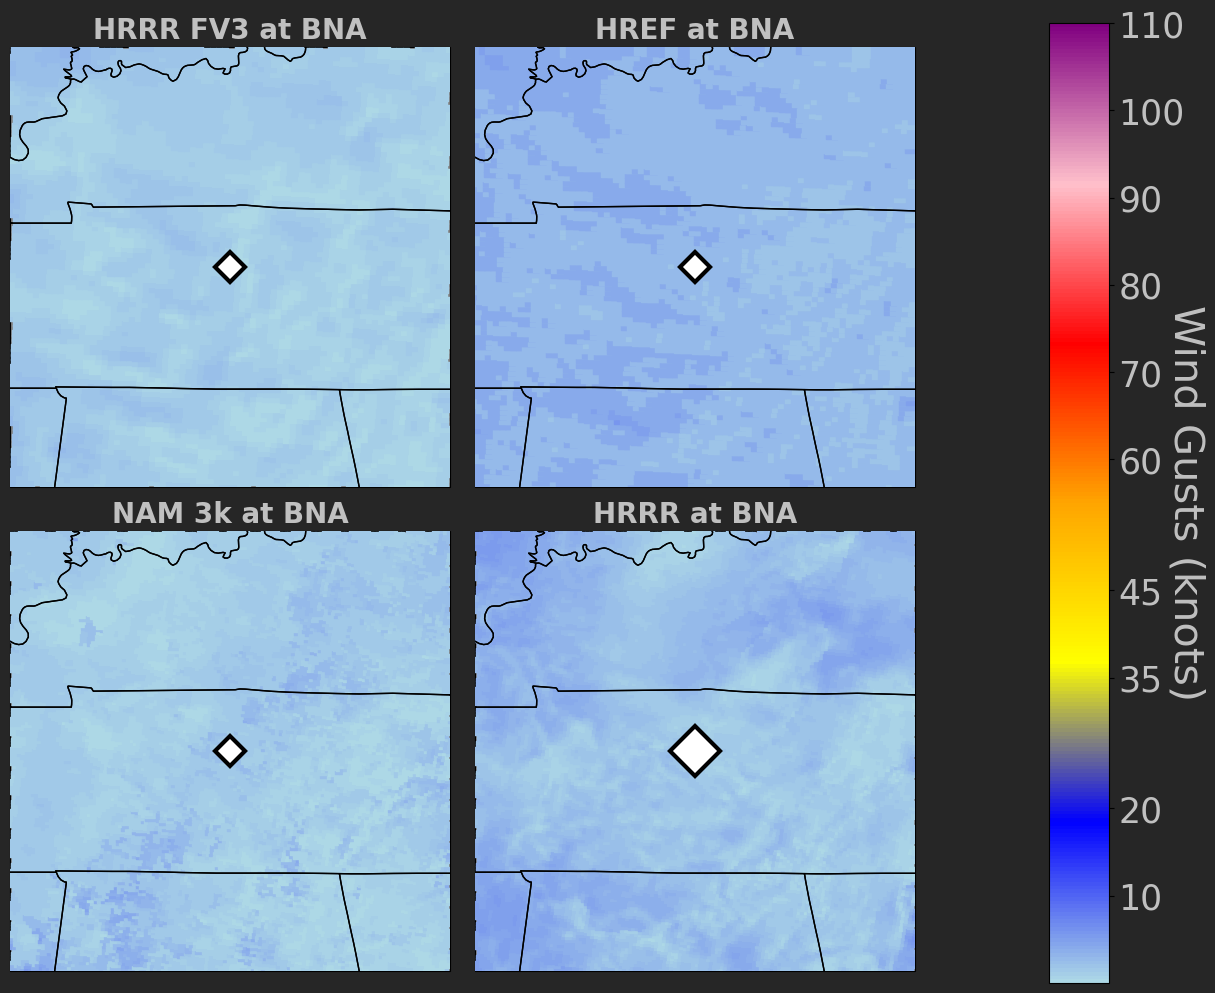 HRRR FV3 at BNA
HREF at BNA
NAM 3k at BNA
HRRR at BNA
110
100
90
80
70
60
45
35
20
10
Wind Gusts (knots)